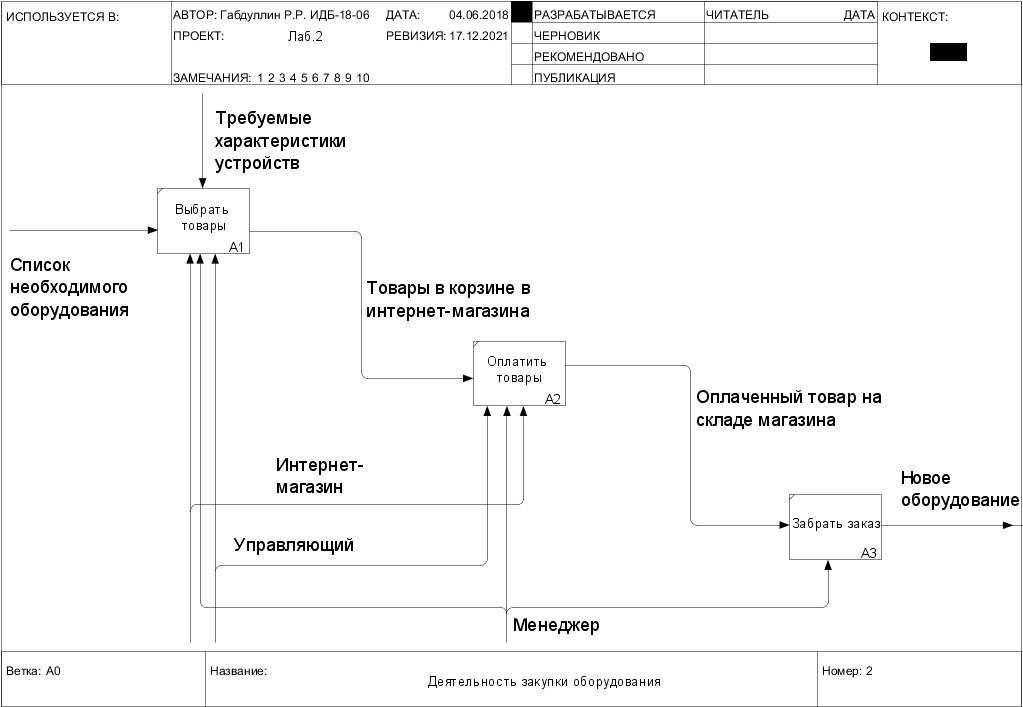 ИСПОЛЬЗУЕТСЯ В:
АВТОР: Габдуллин Р.Р. ИДБ-18-06 ДАТА: 04.06.2018
ПРОЕКТ: Лаб.2 РЕВИЗИЯ: 17.12.2021
ЗАМЕЧАНИЯ: 1 2 3 4 5 6 7 8 9 10
РАЗРАБАТЫВАЕТСЯ
ЧЕРНОВИК
РЕКОМЕНДОВАНО
ПУБЛИКАЦИЯ
ЧИТАТЕЛЬ ДАТА
КОНТЕКСТ:
Требуемые
характеристики
устройств
Выбрать
товары
A1
Список
необходимого
оборудования
Товары в корзине в
интернет-магазина
Оплатить
товары
A2
Оплаченный товар на
складе магазина
Интернет-
магазин
Новое
оборудование
Забрать заказ
A3
Управляющий
Менеджер
Ветка: A0
Название:
Деятельность закупки оборудования
Номер: 2